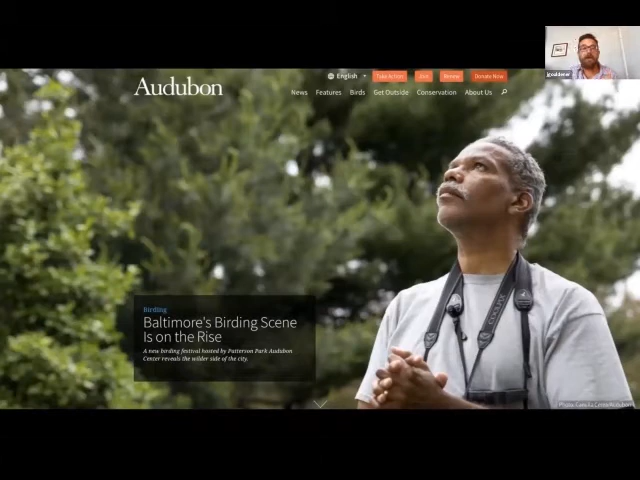 English
Take Action
Join
Renew
Donate Now
Audubon
News Features Birds Get Outside Conservation About Us
Birding
Baltimore's Birding Scene
Is on the Rise
A new birding festival hosted by Patterson Park Audubon
Center reveals the wilder side of the city.